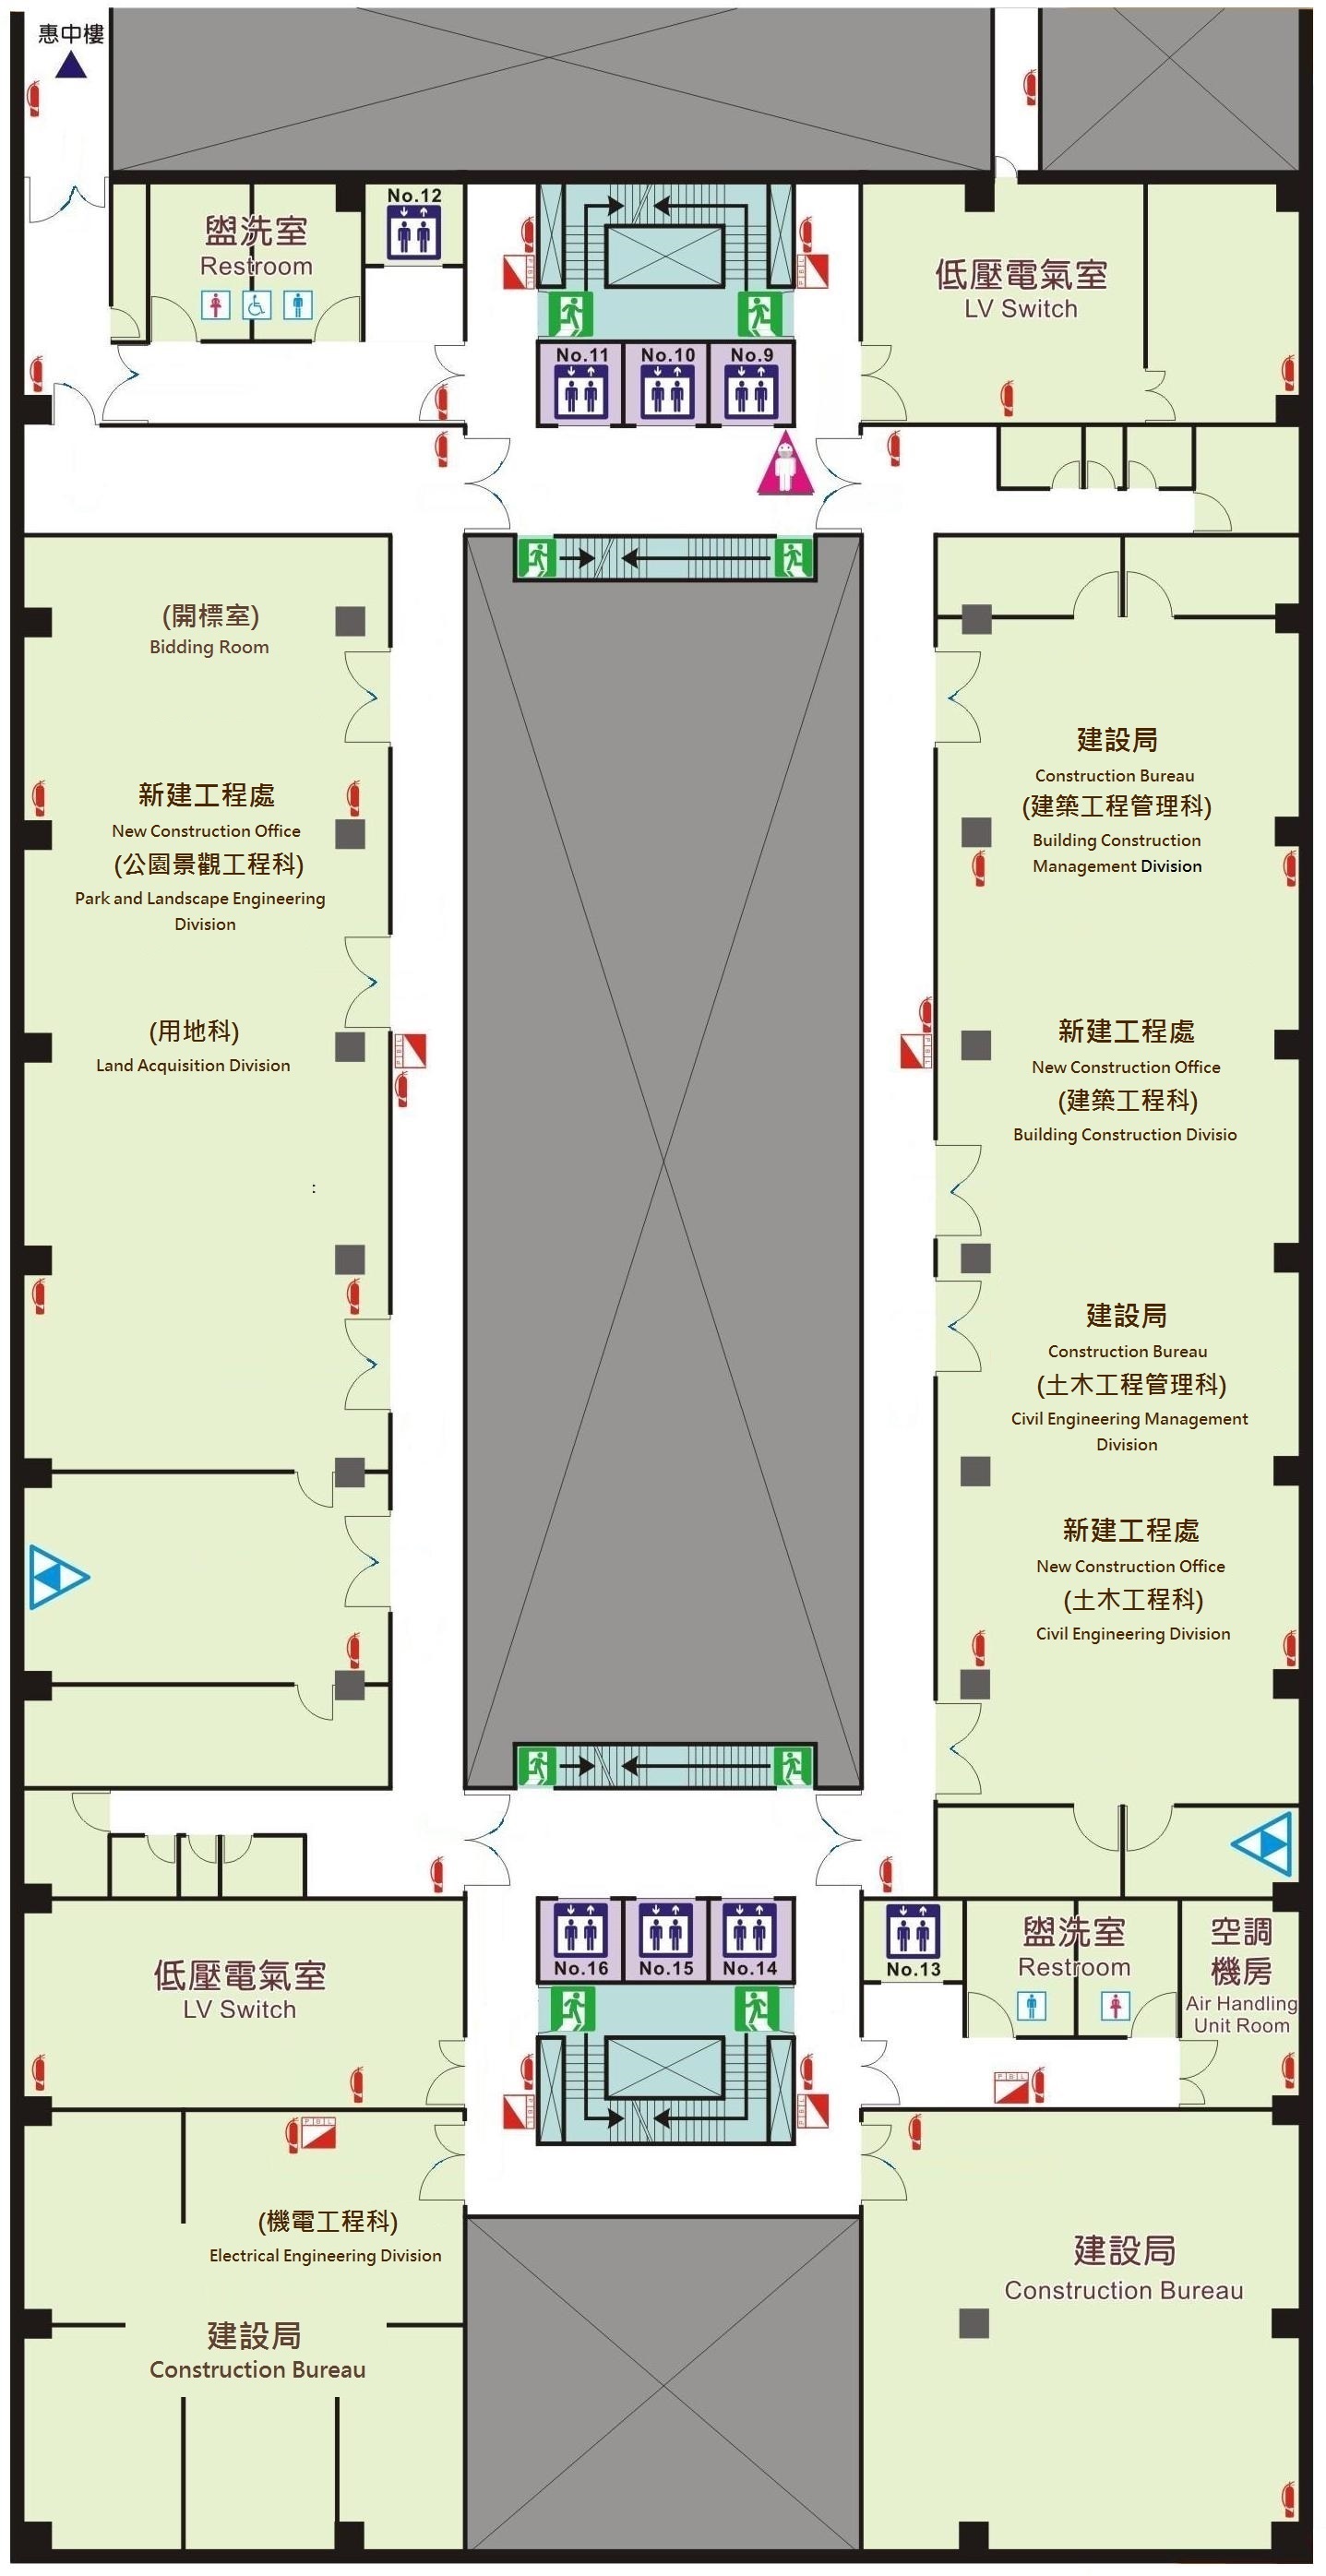 惠中樓
No.12
盥洗室
Restroom
低壓電氣室
LV Switch
No.11
No.10
No.9
(開標室)
Bidding Room
新建工程處
New Construction Office
(公園景觀工程科)
Park and Landscape Engineering
Division
(用地科)
Land Acquisition Division
:
建設局
Construction Bureau
(建築工程管理科)
Building Construction
Management Division
新建工程處
New Construction Office
(建築工程科)
Building Construction Divisio
建設局
Construction Bureau
(土木工程管理科)
Civil Engineering Management
Division
新建工程處
New Construction Office
(土木工程科)
Civil Engineering Division
低壓電氣室
LV Switch
No.16
No.15
No.14
No.13
盥洗室
Restroom
空調
機房
Air Handling
Unit Room
(機電工程科)
Electrical Engineering Division
建設局
Construction Bureau
建設局
Construction Bureau